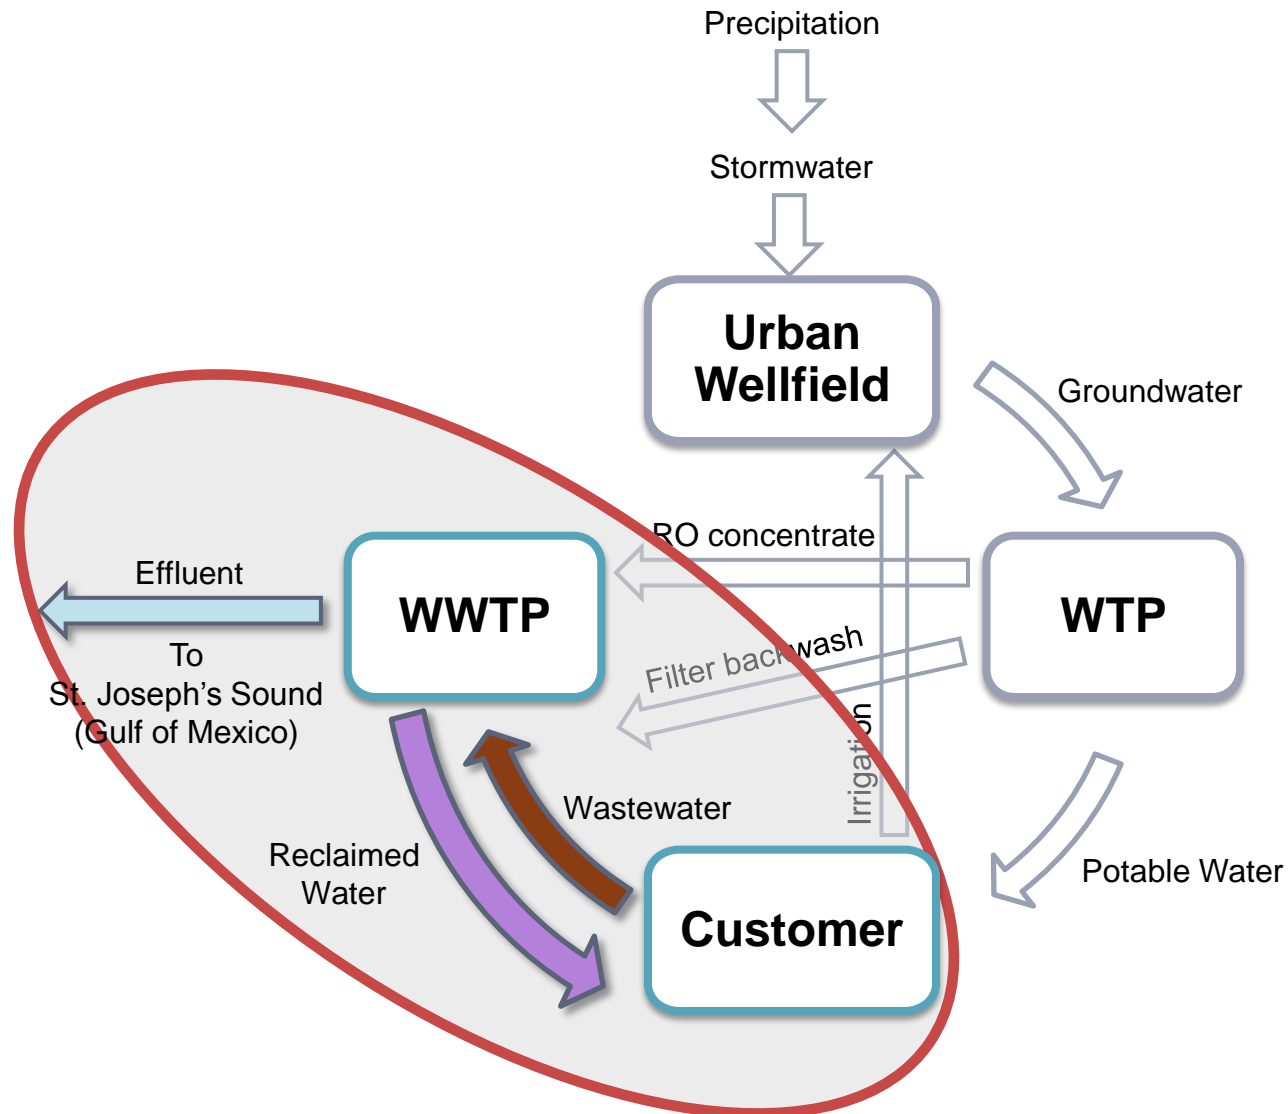 Precipitation
Stormwater
Urban
Wellfield
Groundwater
RO concentrate
Effluent
WWTP
WTP
To
St. Joseph's Sound
(Gulf of Mexico)
Filter backwash
Irrigation
Wastewater
Reclaimed
Water
Potable Water
Customer